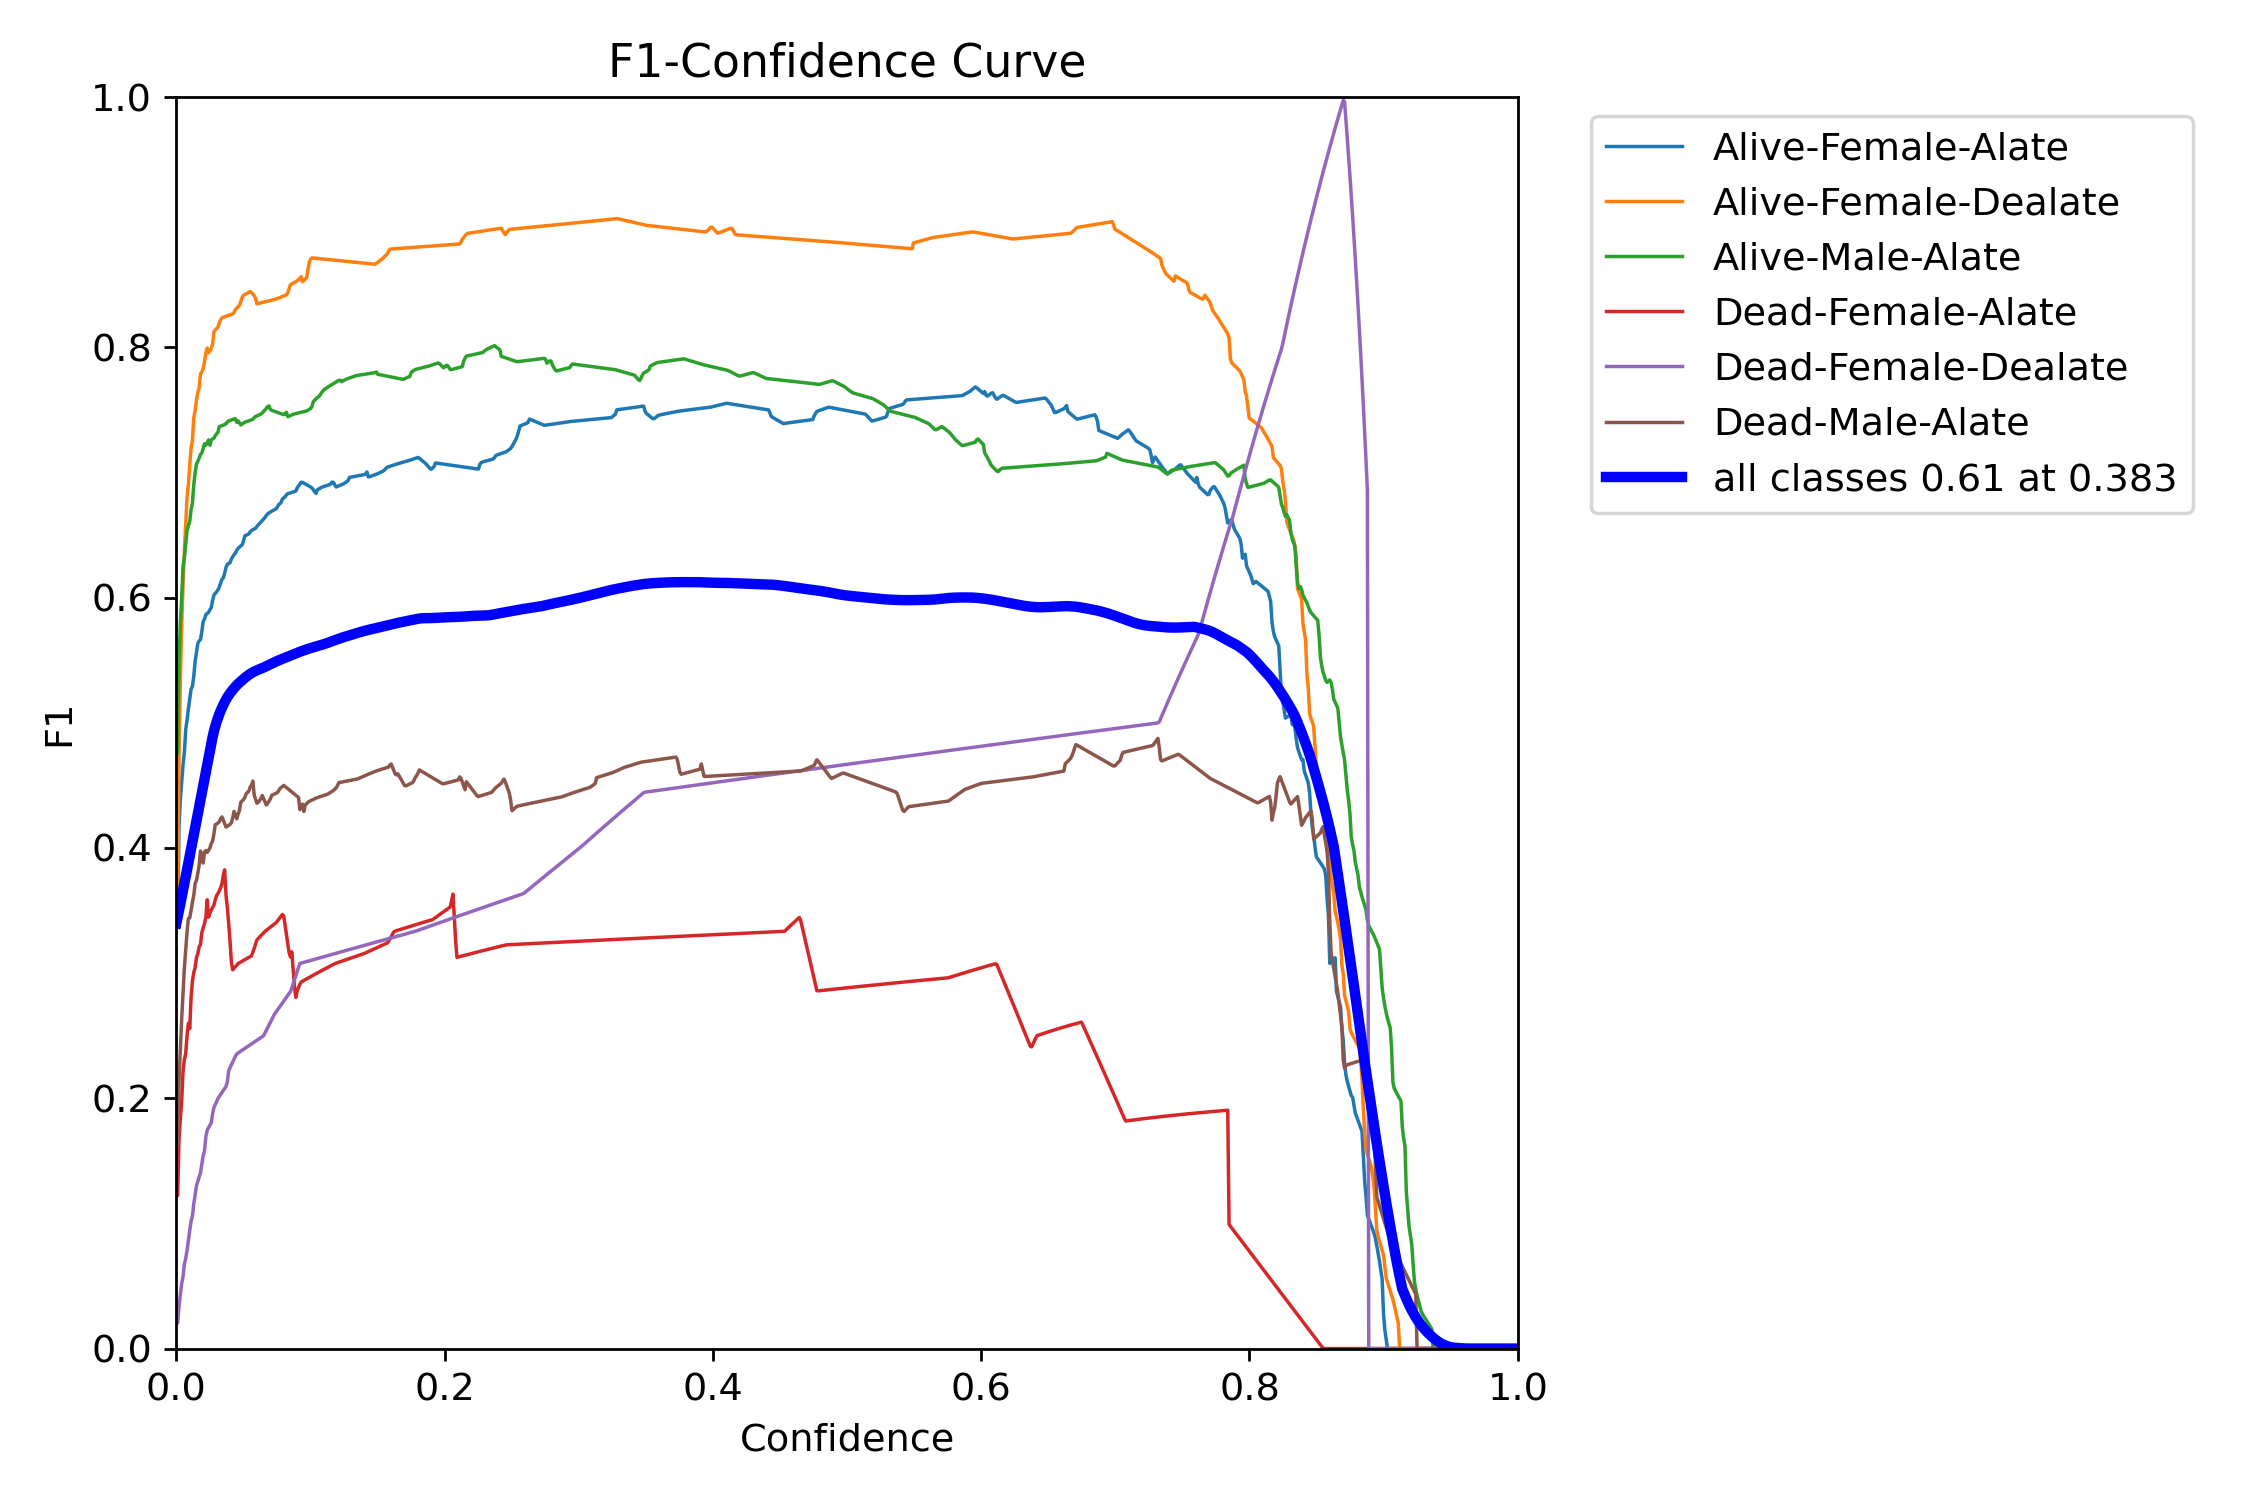 F1-Confidence Curve
1.0
0.8
0.6
0.4
0.2
0.0
F1
0.0 0.2 0.4 0.6 0.8 1.0
Confidence
Alive-Female-Alate
Alive-Female-Dealate
Alive-Male-Alate
Dead-Female-Alate
Dead-Female-Dealate
Dead-Male-Alate
all classes 0.61 at 0.383